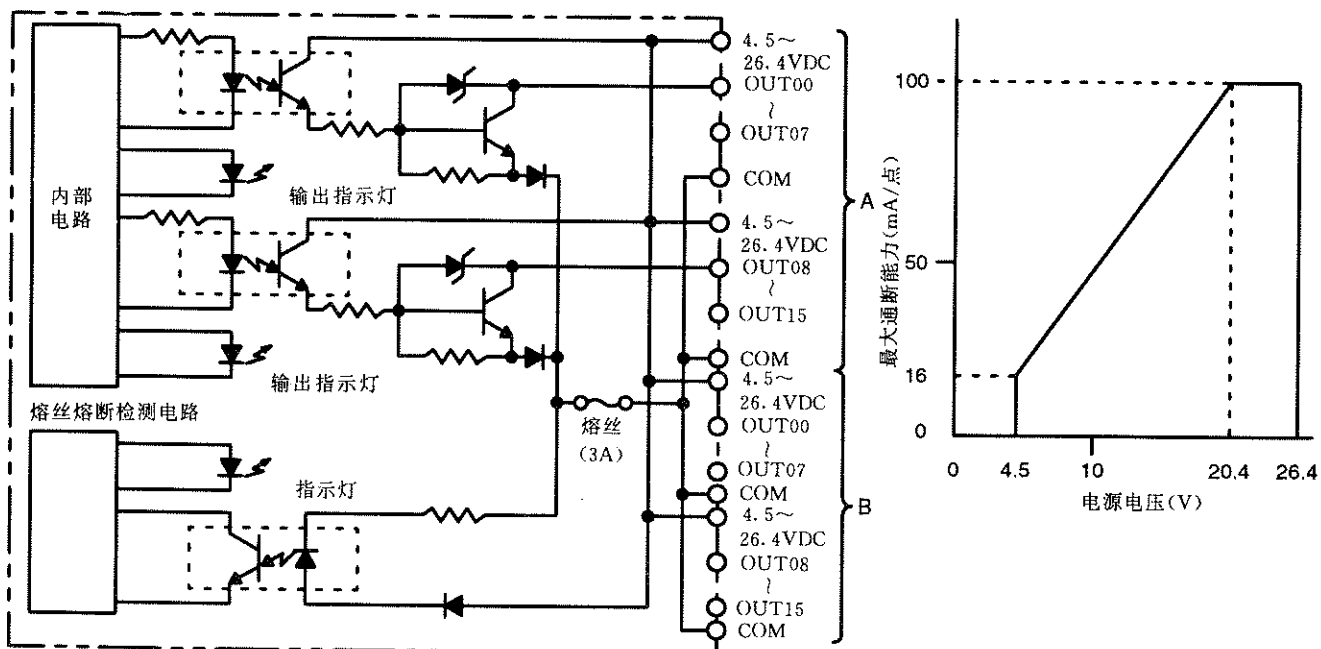 内部
电路
输出指示灯
输出指示灯
熔丝熔断检测电路
指示灯
熔丝
(3A)
4.5～
26.4VDC
OUT00
～
OUT07
COM
4.5～
26.4VDC
OUT08
～
OUT15
COM
4.5～
26.4VDC
OUT00
～
OUT07
COM
4.5～
26.4VDC
OUT08
～
OUT15
COM
A
B
最大通断能力(mA/点)
100
50
16
0
0 4.5 10 20.4 26.4
电源电压(V)